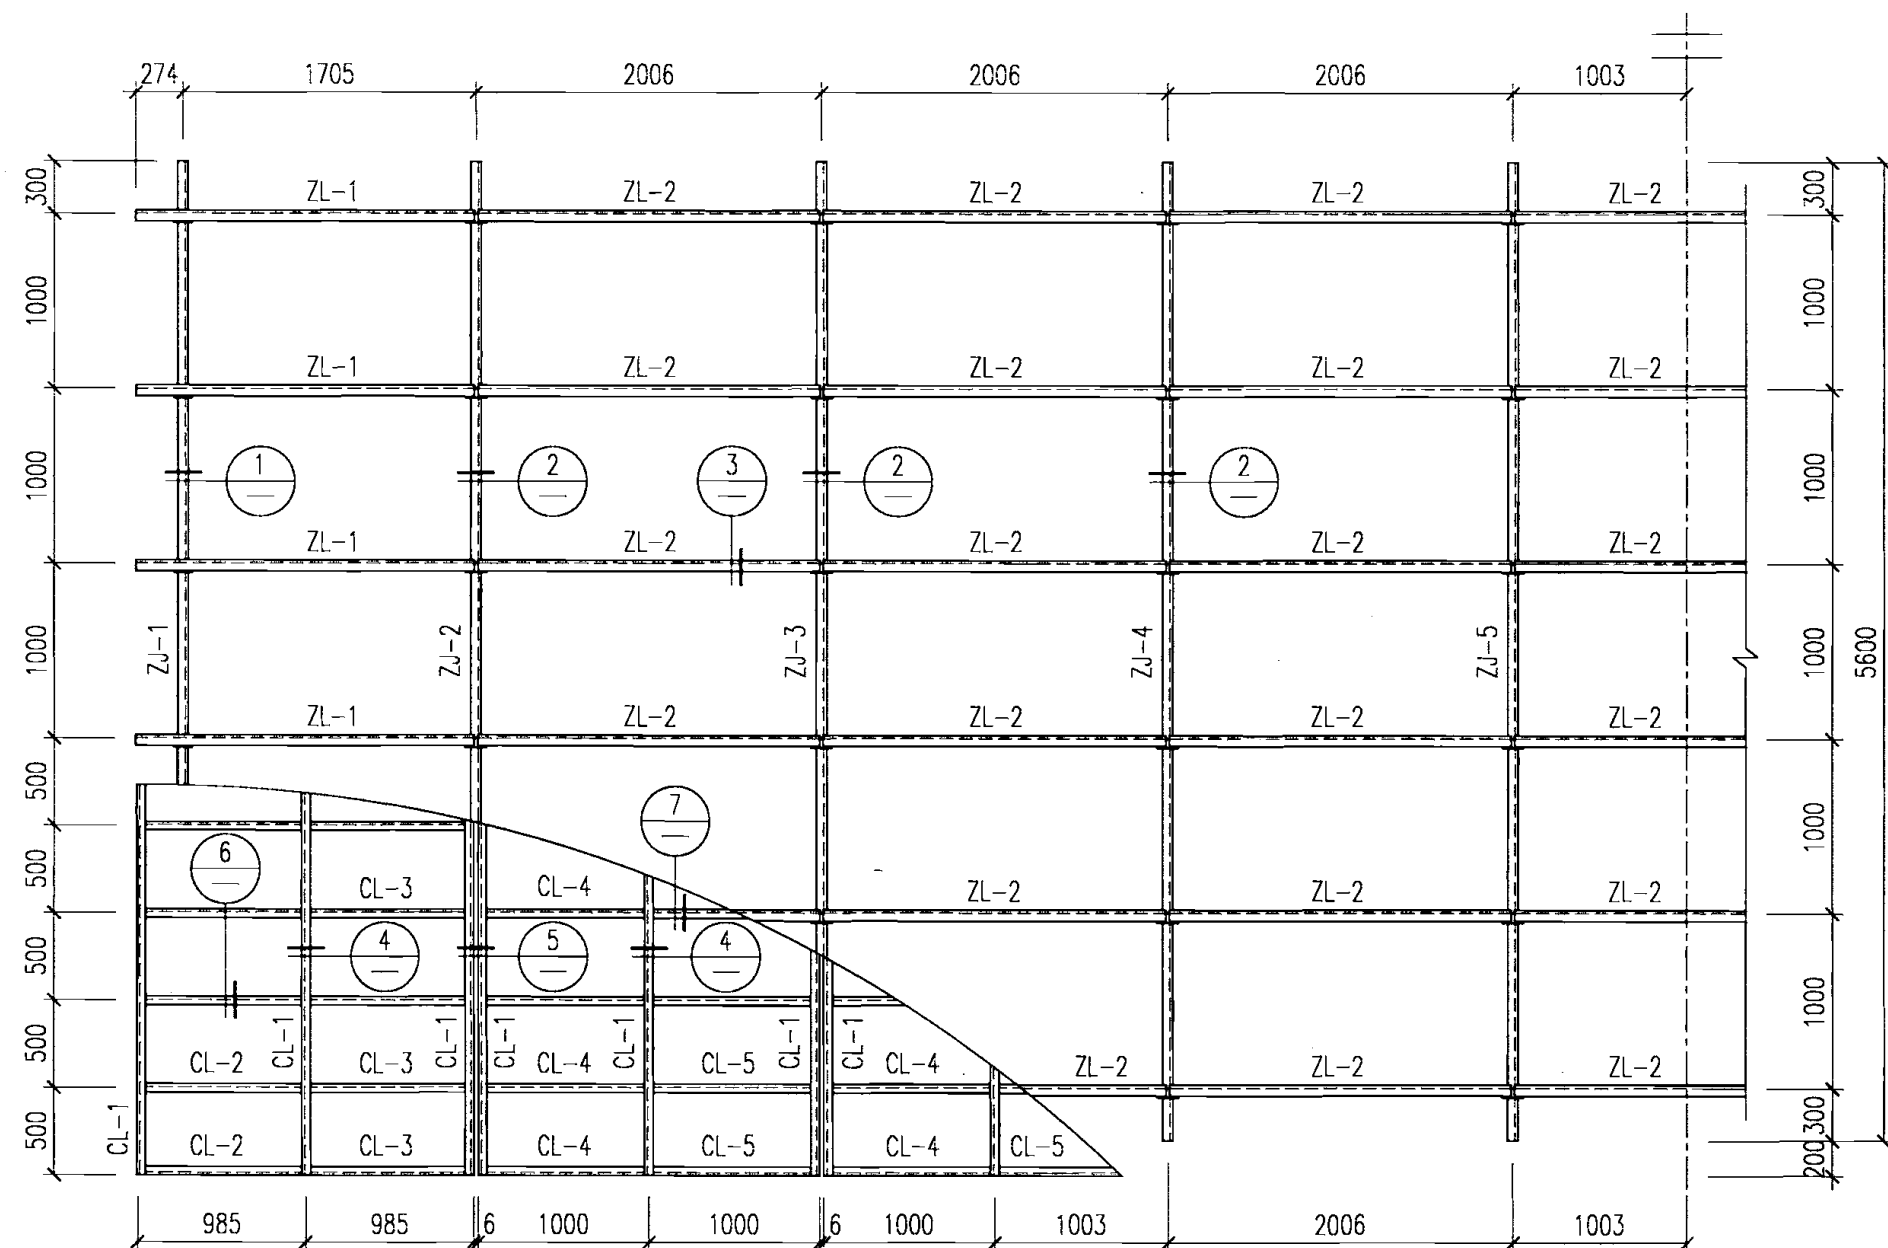 274 1705 2006 2006 2006 1003
300 ZL-1 ZL-2 ZL-2 ZL-2 ZL-2 300
1000 1000
ZL-1 ZL-2 ZL-2 ZL-2 ZL-2
1000 1 2 3 2 2 1000
ZL-1 ZL-2 ZL-2 ZL-2 ZL-2
1000 ZJ-1 ZJ-2 ZJ-3 ZJ-4 ZJ-5 1000 5600
ZL-1 ZL-2 ZL-2 ZL-2 ZL-2
500 7 1000
500 6 CL-3 CL-4 ZL-2 ZL-2 ZL-2
500 4 5 4
500 CL-1 CL-1 CL-1 CL-1 CL-1 CL-1 1000
CL-2 CL-3 CL-4 CL-5 CL-4 ZL-2 ZL-2 ZL-2
500 CL-1 CL-2 CL-3 CL-4 CL-5 CL-4 CL-5 300
200
985 985 6 1000 1000 6 1000 1003 2006 1003